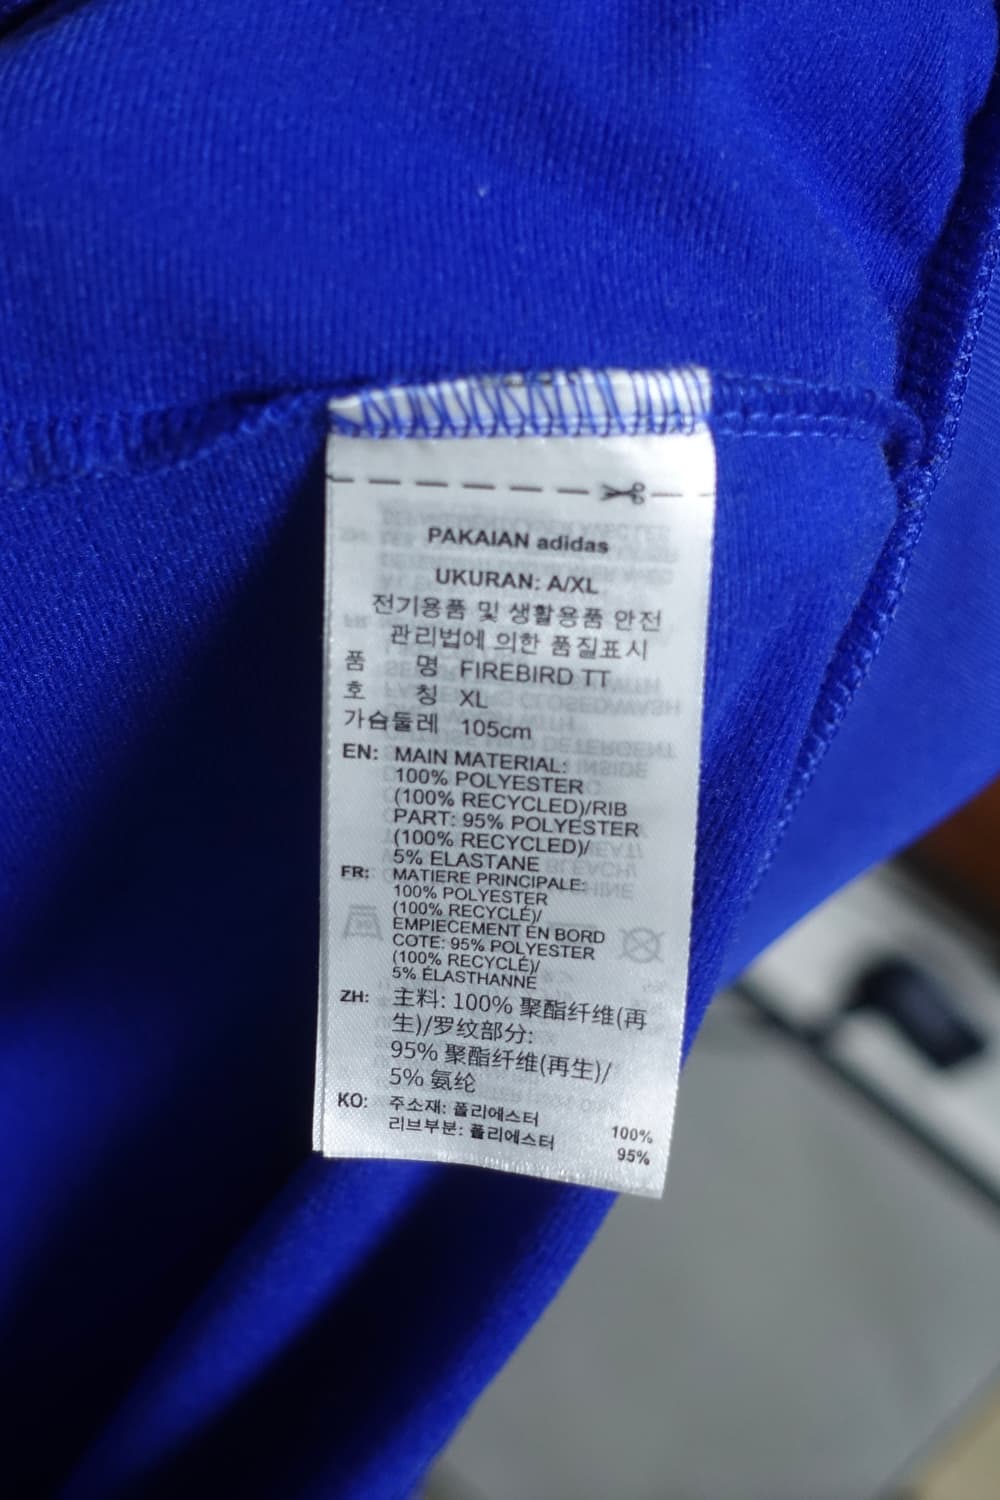 PAKAIAN adidas
UKURAN: A/XL
전기용품 및 생활용품 안전
관리법에 의한 품질표시
품 명 FIREBIRD TT
호 칭 XL
가슴둘레 105cm
EN: MAIN MATERIAL:
100% POLYESTER
(100% RECYCLED)/RIB
PART: 95% POLYESTER
(100% RECYCLED)/
5% ELASTANE
FR: MATIERE PRINCIPALE:
100% POLYESTER
(100% RECYCLÉ)/
EMPIECEMENT EN BORD
COTE: 95% POLYESTER
(100% RECYCLÉ)/
5% ÉLASTHANNE
ZH: 主料: 100% 聚酯纤维(再
生)/罗纹部分:
95% 聚酯纤维(再生)/
5% 氨纶
KO: 주소재: 폴리에스터 100%
리브부분: 폴리에스터 95%